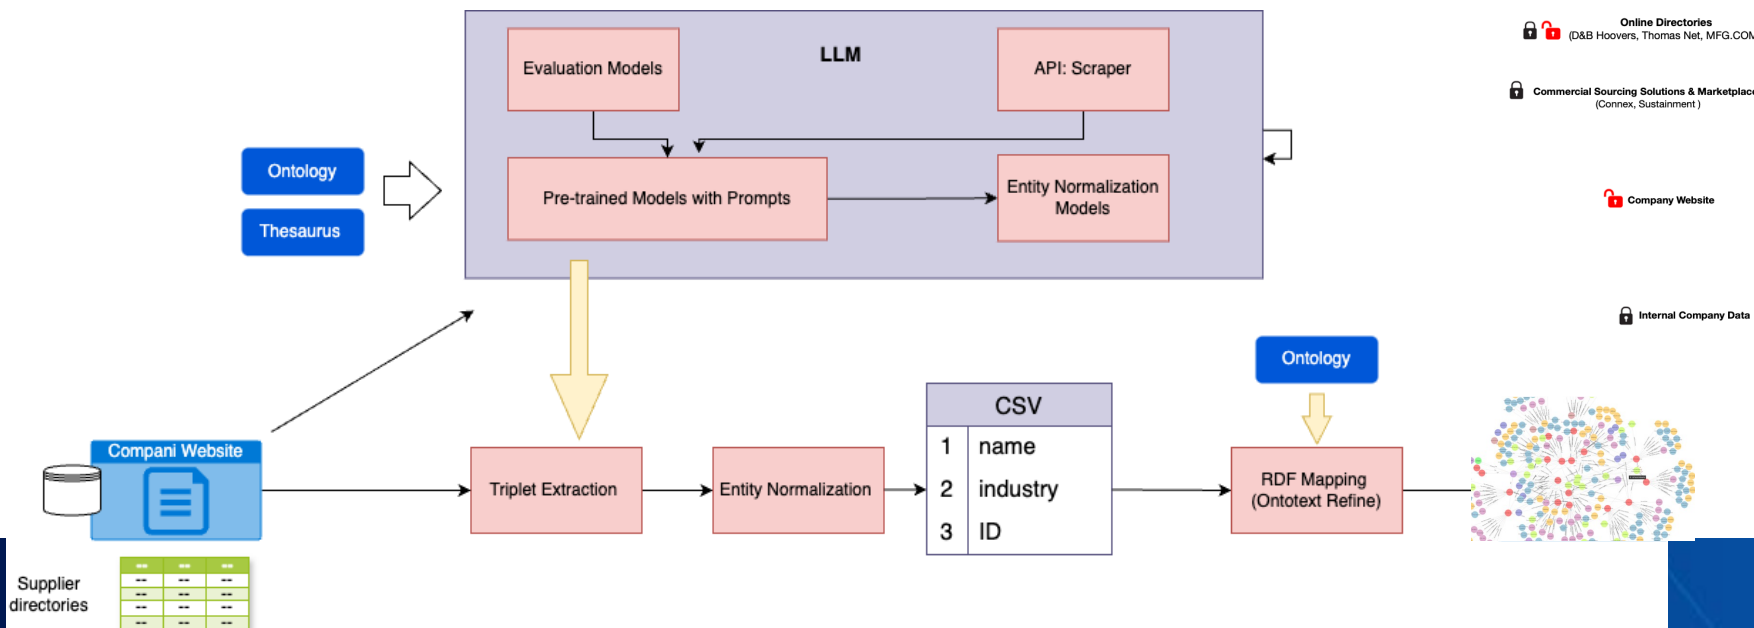 LLM
Evaluation Models
API: Scraper
Pre-trained Models with Prompts
Entity Normalization
Models
Ontology
Thesaurus
Online Directories
(D&B Hoovers, Thomas Net, MFG.COM
Commercial Sourcing Solutions & Marketplace
(Connex, Sustainment )
Company Website
Internal Company Data
Ontology
Compani Website
Triplet Extraction
Entity Normalization
CSV
1 name
2 industry
3 ID
RDF Mapping
(Ontotext Refine)
Supplier
directories
-- -- --
-- -- --
-- -- --
-- -- --
-- -- --